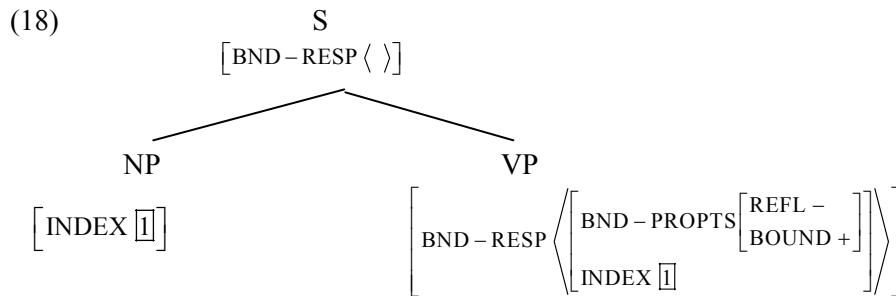 (18) S
[BND – RESP ⟨ ⟩]
NP VP
[INDEX 1] [BND – RESP ⟨[BND – PROPTS [REFL –
BOUND +]
INDEX 1]⟩]